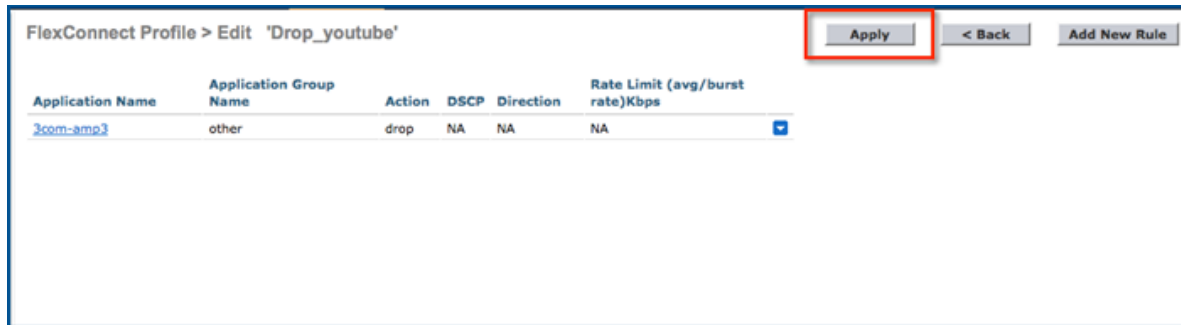 FlexConnect Profile > Edit 'Drop_youtube'
Apply
< Back
Add New Rule
Application Name
Application Group
Name
Action
DSCP
Direction
Rate Limit (avg/burst
rate)Kbps
3com-amp3
other
drop
NA
NA
NA